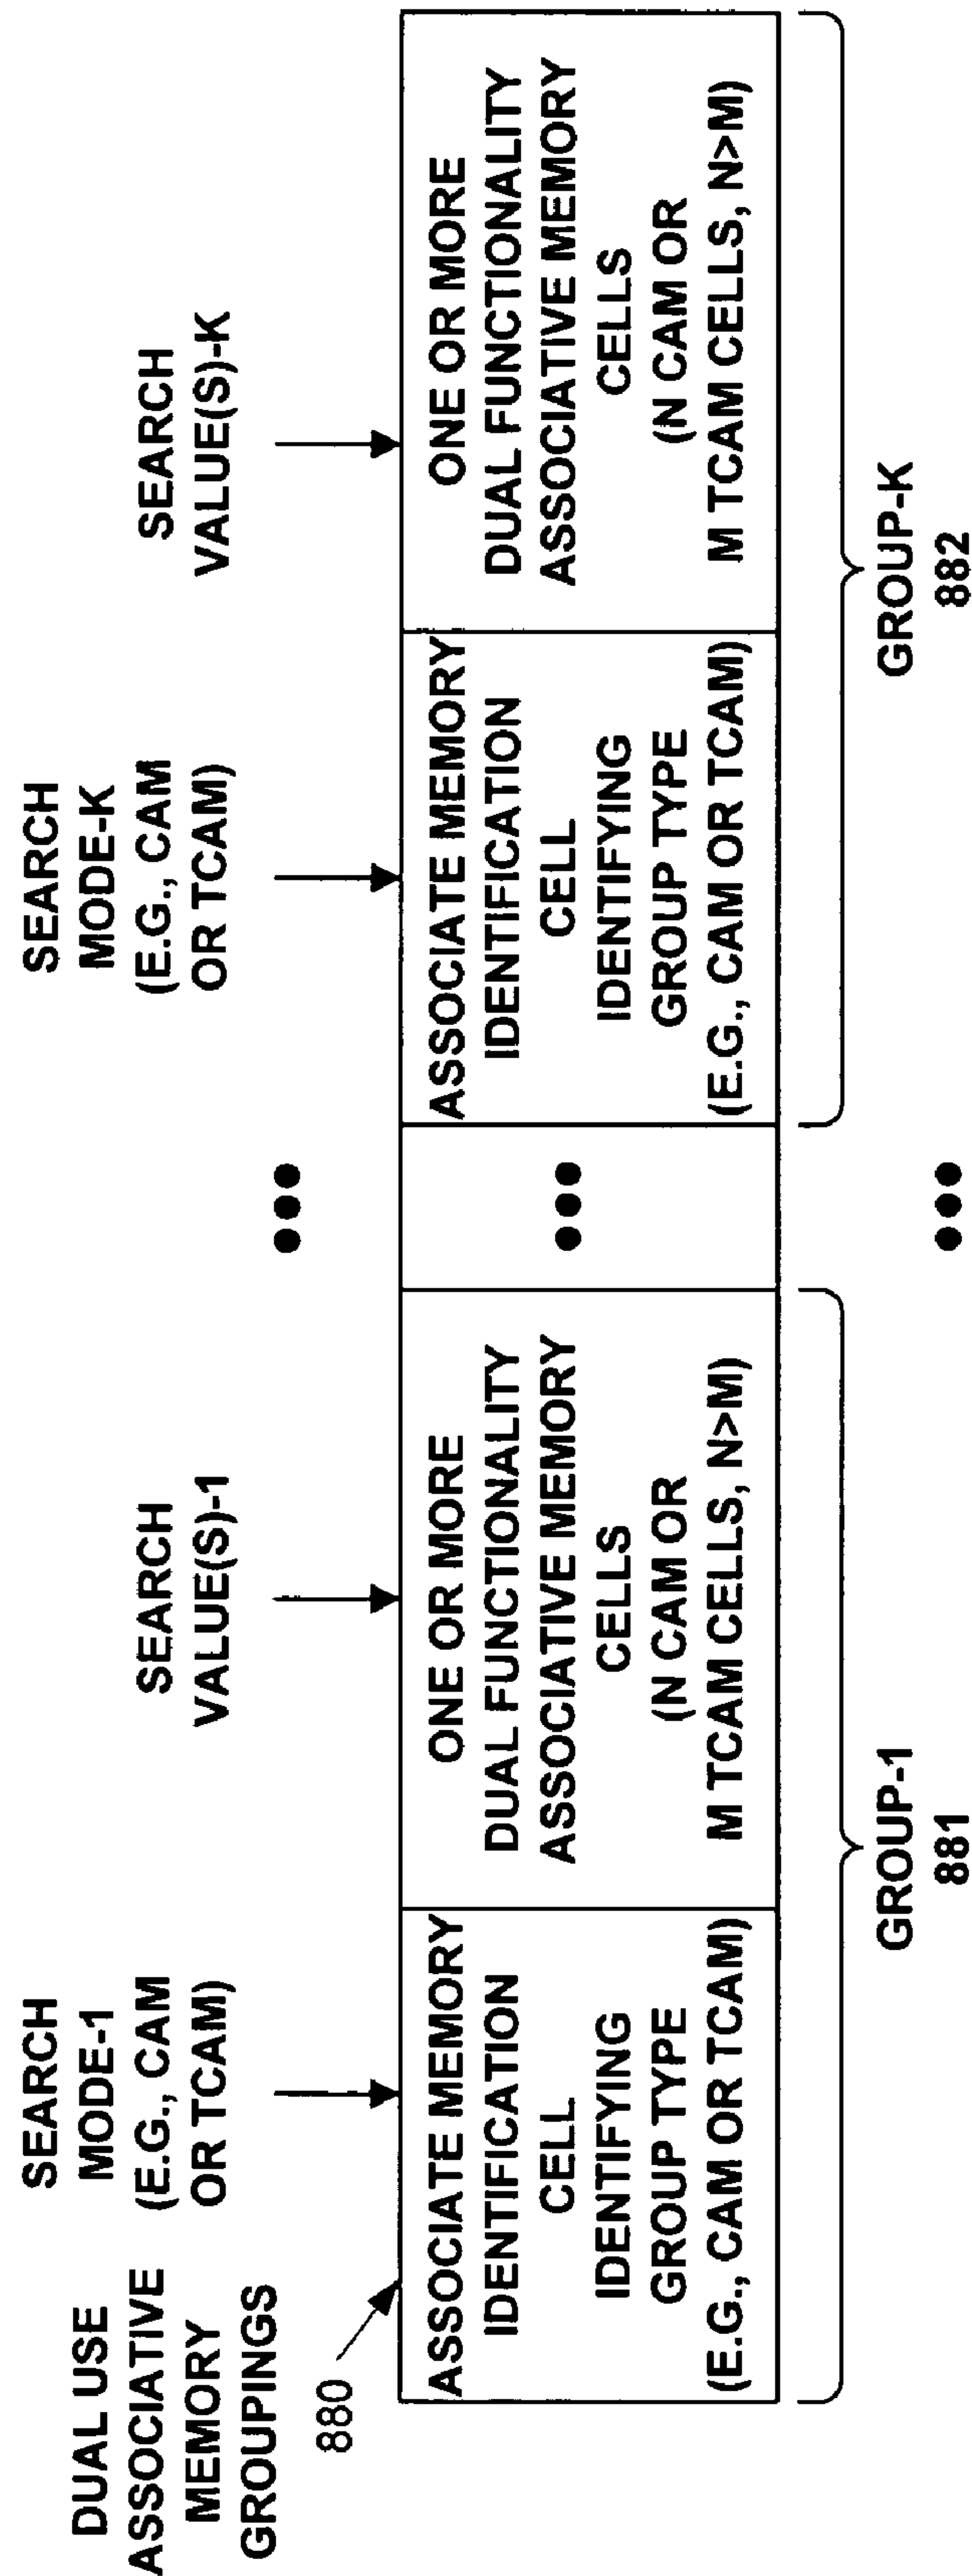 DUAL USE
ASSOCIATIVE
MEMORY
GROUPINGS
880
SEARCH
MODE-1
(E.G., CAM
OR TCAM)
SEARCH
VALUE(S)-1
●●●
SEARCH
MODE-K
(E.G., CAM
OR TCAM)
SEARCH
VALUE(S)-K
ASSOCIATE MEMORY
IDENTIFICATION
CELL
IDENTIFYING
GROUP TYPE
(E.G., CAM OR TCAM)
ONE OR MORE
DUAL FUNCTIONALITY
ASSOCIATIVE MEMORY
CELLS
(N CAM OR
M TCAM CELLS, N>M)
●●●
ASSOCIATE MEMORY
IDENTIFICATION
CELL
IDENTIFYING
GROUP TYPE
(E.G., CAM OR TCAM)
ONE OR MORE
DUAL FUNCTIONALITY
ASSOCIATIVE MEMORY
CELLS
(N CAM OR
M TCAM CELLS, N>M)
GROUP-1
881
●●●
GROUP-K
882